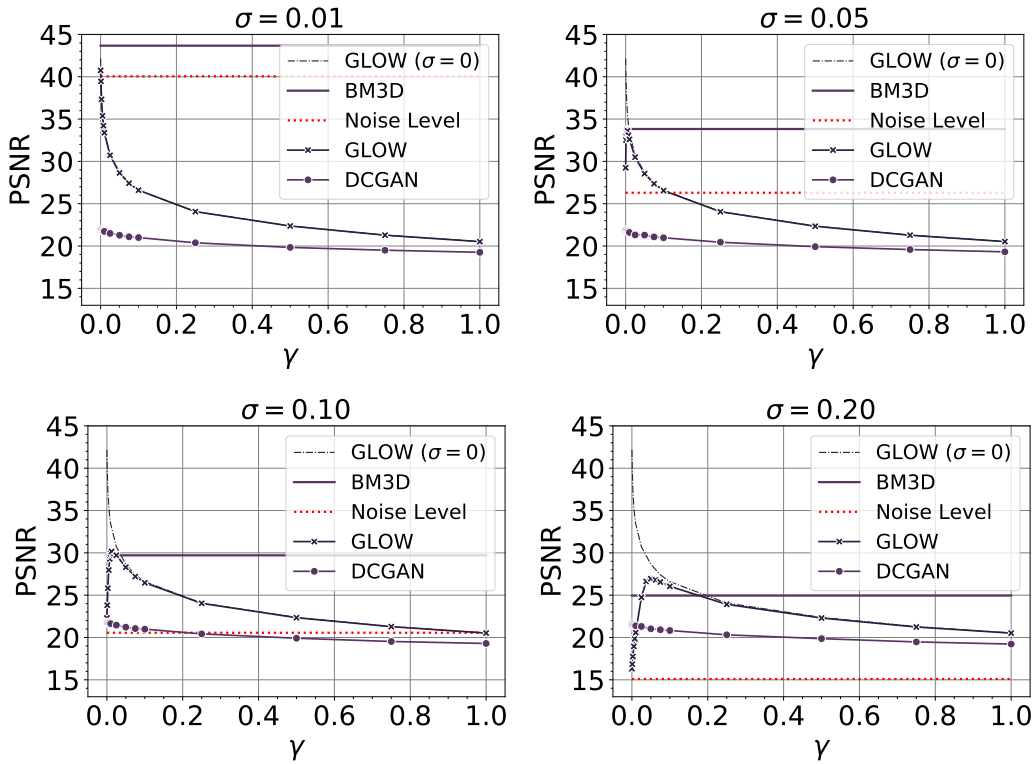 σ = 0.01
45
40
35
30
25
20
15
PSNR
GLOW (σ = 0)
BM3D
Noise Level
GLOW
DCGAN
0.0 0.2 0.4 0.6 0.8 1.0
γ
σ = 0.05
45
40
35
30
25
20
15
PSNR
GLOW (σ = 0)
BM3D
Noise Level
GLOW
DCGAN
0.0 0.2 0.4 0.6 0.8 1.0
γ
σ = 0.10
45
40
35
30
25
20
15
PSNR
GLOW (σ = 0)
BM3D
Noise Level
GLOW
DCGAN
0.0 0.2 0.4 0.6 0.8 1.0
γ
σ = 0.20
45
40
35
30
25
20
15
PSNR
GLOW (σ = 0)
BM3D
Noise Level
GLOW
DCGAN
0.0 0.2 0.4 0.6 0.8 1.0
γ